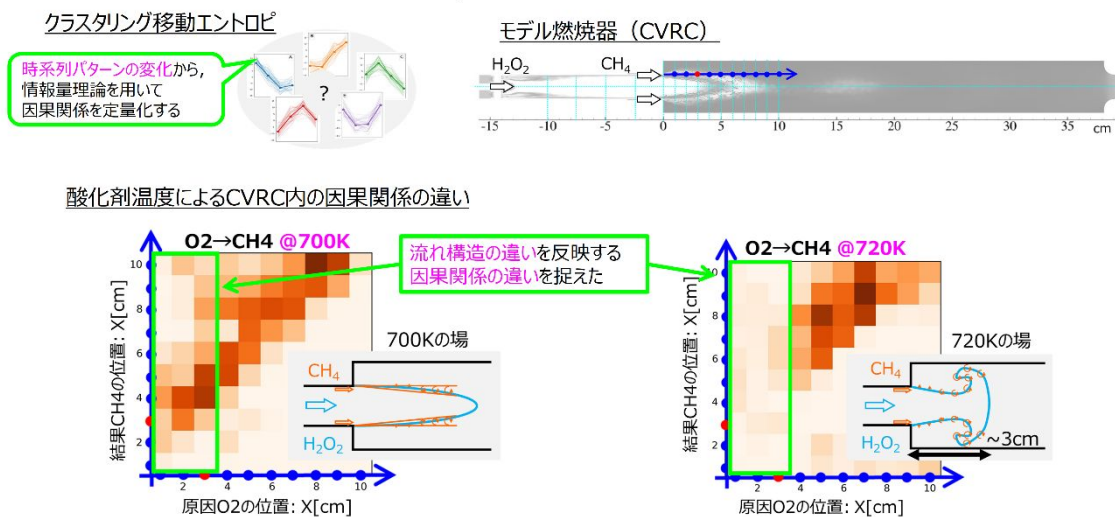 クラスタリング移動エントロピ
時系列パターンの変化から,
情報量理論を用いて
因果関係を定量化する
?
モデル燃焼器（CVRC）
H₂O₂
CH₄
-15 -10 -5 0 5 10 15 20 25 30 35 cm
酸化剤温度によるCVRC内の因果関係の違い
O2→CH4 @700K
結果CH4の位置: X[cm]
10
8
6
4
2
2 4 6 8 10
原因O2の位置: X[cm]
700Kの場
CH₄
H₂O₂
流れ構造の違いを反映する
因果関係の違いを捉えた
O2→CH4 @720K
結果CH4の位置: X[cm]
10
8
6
4
2
2 4 6 8 10
原因O2の位置: X[cm]
720Kの場
CH₄
H₂O₂
~3cm